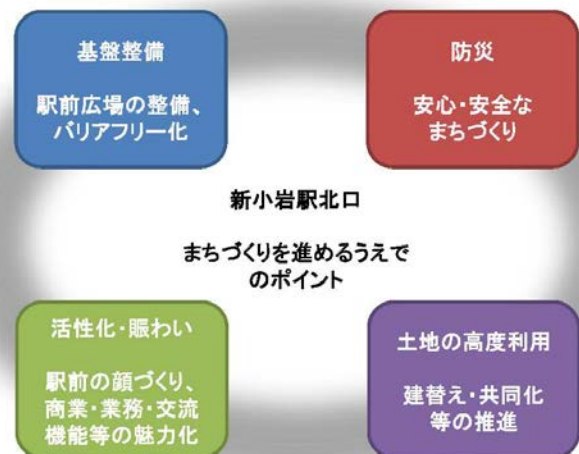 基盤整備
駅前広場の整備、
バリアフリー化
防災
安心・安全な
まちづくり
新小岩駅北口
まちづくりを進めるうえで
のポイント
活性化・賑わい
駅前の顔づくり、
商業・業務・交流
機能等の魅力化
土地の高度利用
建替え・共同化
等の推進